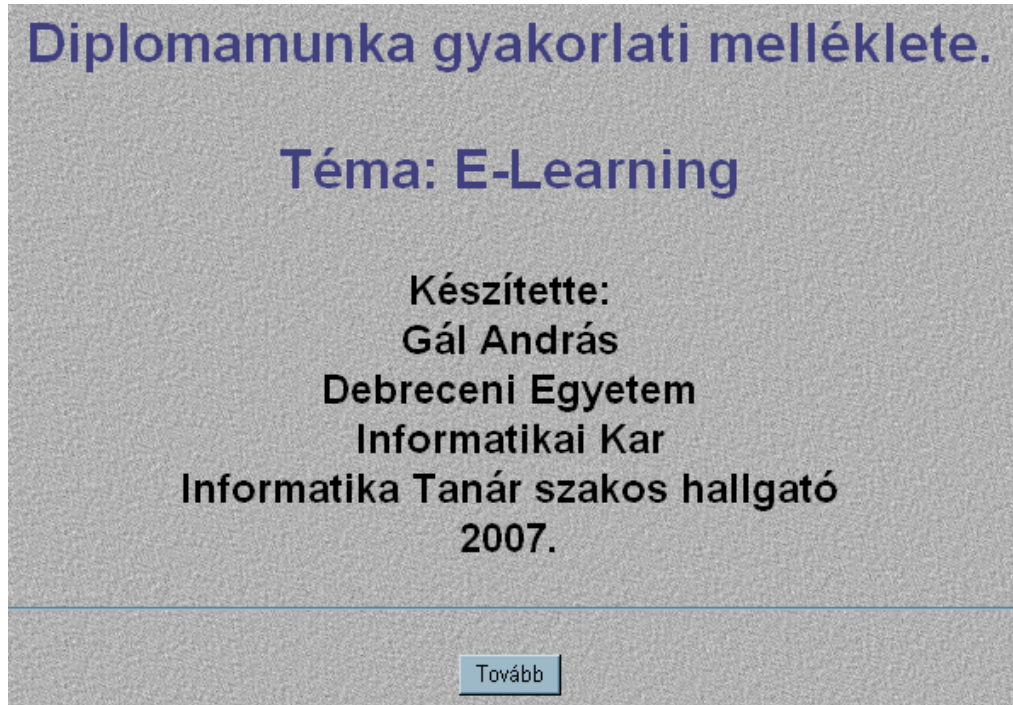 Diplomamunka gyakorlati melléklete.
Téma: E-Learning
Készítette:
Gál András
Debreceni Egyetem
Informatikai Kar
Informatika Tanár szakos hallgató
2007.
Tovább